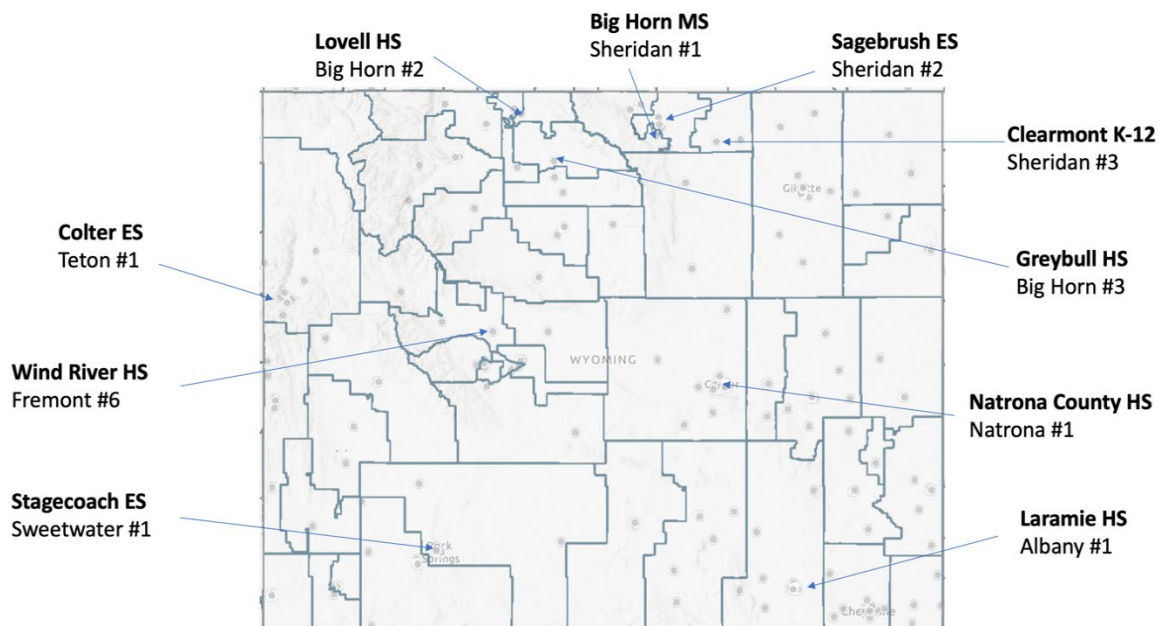 Big Horn MS
Sheridan #1
Lovell HS
Big Horn #2
Sagebrush ES
Sheridan #2
Clearmont K-12
Sheridan #3
Gillette
Colter ES
Teton #1
Greybull HS
Big Horn #3
WYOMING
Wind River HS
Fremont #6
Casper
Natrona County HS
Natrona #1
Stagecoach ES
Sweetwater #1
Rock
Springs
Laramie HS
Albany #1
Cheyenne